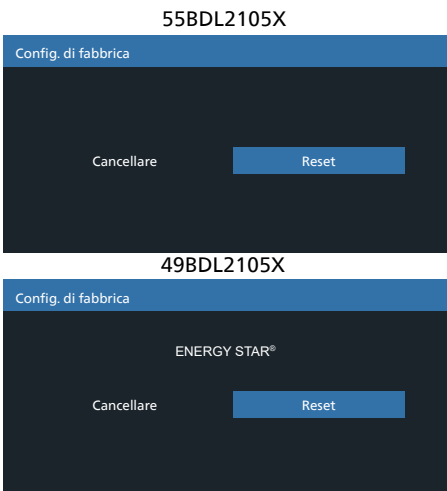 55BDL2105X
Config. di fabbrica
Cancellare Reset
49BDL2105X
Config. di fabbrica
ENERGY STAR®
Cancellare Reset